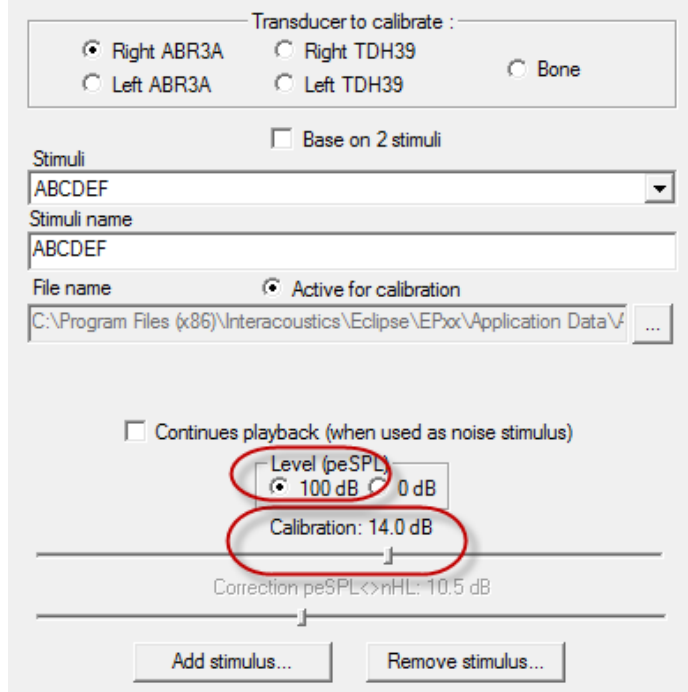 Transducer to calibrate :
Right ABR3A Right TDH39
Bone
Left ABR3A Left TDH39
Base on 2 stimuli
Stimuli
ABCDEF
Stimuli name
ABCDEF
File name Active for calibration
C:\Program Files (x86)\Interacoustics\Eclipse\EPxx\Application Data\ ...
Continues playback (when used as noise stimulus)
Level (peSPL)
100 dB 0 dB
Calibration: 14.0 dB
Correction peSPL<>nHL: 10.5 dB
Add stimulus... Remove stimulus...